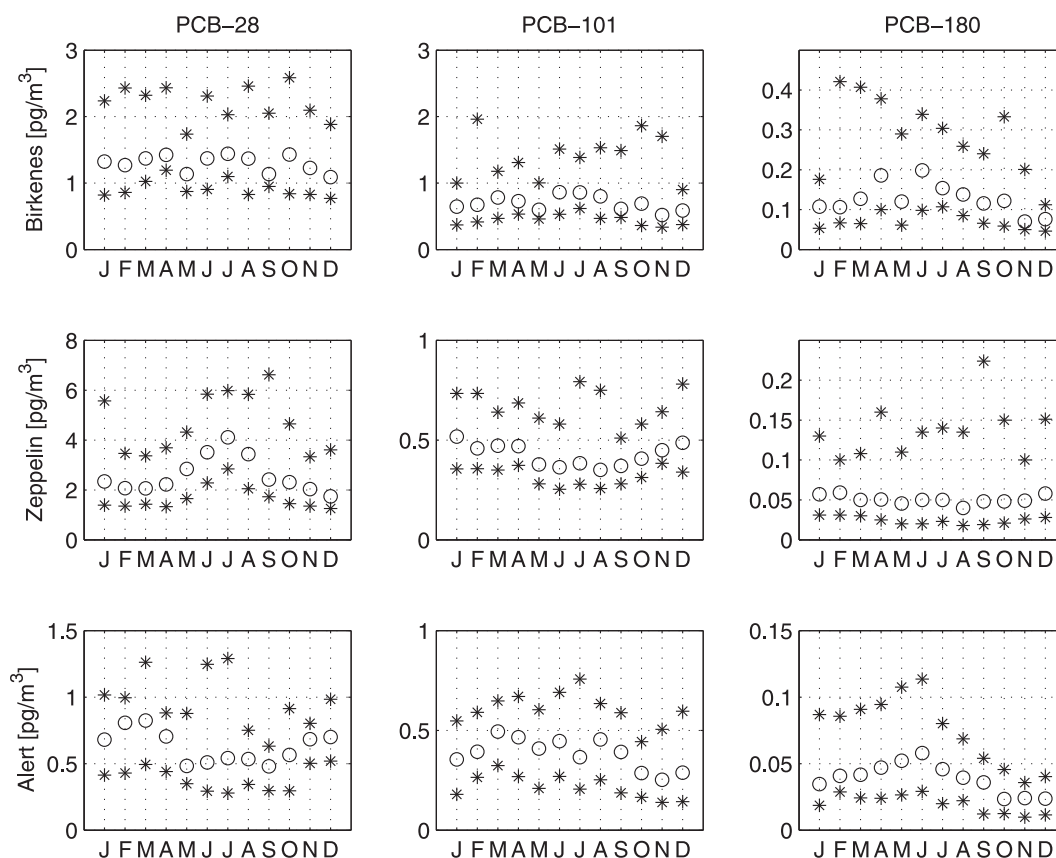 PCB–28 PCB–101 PCB–180
Birkenes [pg/m³]
3
2
1
0
J F M A M J J A S O N D
3
2
1
0
J F M A M J J A S O N D
0.4
0.3
0.2
0.1
0
J F M A M J J A S O N D
Zeppelin [pg/m³]
8
6
4
2
0
J F M A M J J A S O N D
1
0.5
0
J F M A M J J A S O N D
0.2
0.15
0.1
0.05
0
J F M A M J J A S O N D
Alert [pg/m³]
1.5
1
0.5
0
J F M A M J J A S O N D
1
0.5
0
J F M A M J J A S O N D
0.15
0.1
0.05
0
J F M A M J J A S O N D